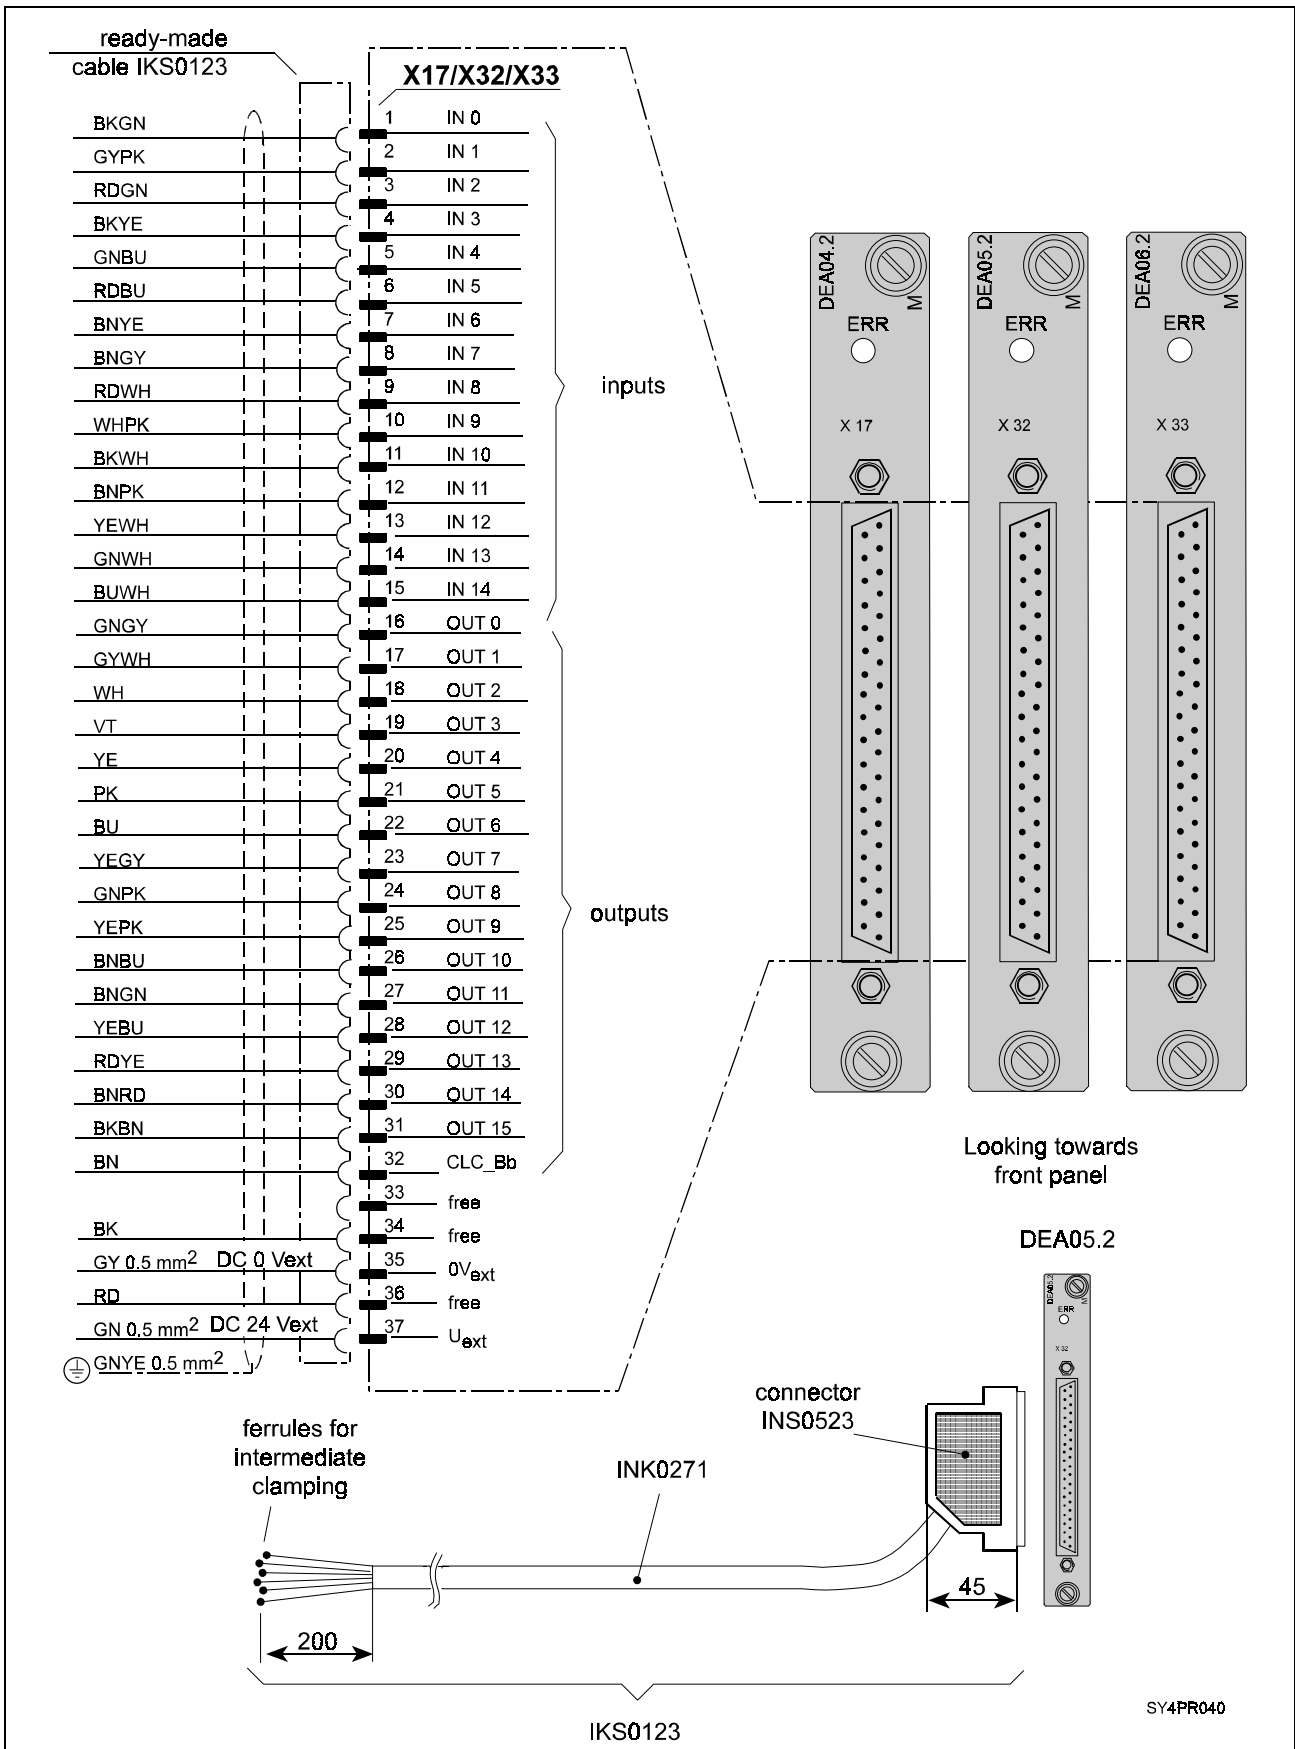 ready-made
cable IKS0123
X17/X32/X33
BKGN 1 IN 0
GYPK 2 IN 1
RDGN 3 IN 2
BKYE 4 IN 3
GNBU 5 IN 4
RDBU 6 IN 5
BNYE 7 IN 6
BNGY 8 IN 7
RDWH 9 IN 8
WHPK 10 IN 9
BKWH 11 IN 10
BNPK 12 IN 11
YEWH 13 IN 12
GNWH 14 IN 13
BUWH 15 IN 14
inputs
GNGY 16 OUT 0
GYWH 17 OUT 1
WH 18 OUT 2
VT 19 OUT 3
YE 20 OUT 4
PK 21 OUT 5
BU 22 OUT 6
YEGY 23 OUT 7
GNPK 24 OUT 8
YEPK 25 OUT 9
BNBU 26 OUT 10
BNGN 27 OUT 11
YEBU 28 OUT 12
RDYE 29 OUT 13
BNRD 30 OUT 14
BKBN 31 OUT 15
BN 32 CLC_Bb
outputs
33 free
BK 34 free
GY 0.5 mm² DC 0 Vext 35 0Vext
RD 36 free
GN 0.5 mm² DC 24 Vext 37 Uext
GNYE 0.5 mm²
DEA04.2
M
ERR
X 17
DEA05.2
M
ERR
X 32
DEA06.2
M
ERR
X 33
Looking towards
front panel
DEA05.2
DEA05.2
M
ERR
X 32
connector
INS0523
ferrules for
intermediate
clamping
INK0271
45
200
IKS0123
SY4PR040